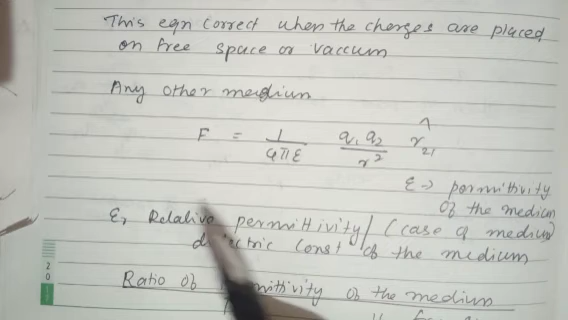 This eqn correct when the charges are placed
on free space or vaccum
Any other medium
F = 1/4πε q1 q2/r² r̂21
ε → permittivity
of the medium
εr Relative permittivity / (case of medium)
const of the medium
Ratio of of the medium
20